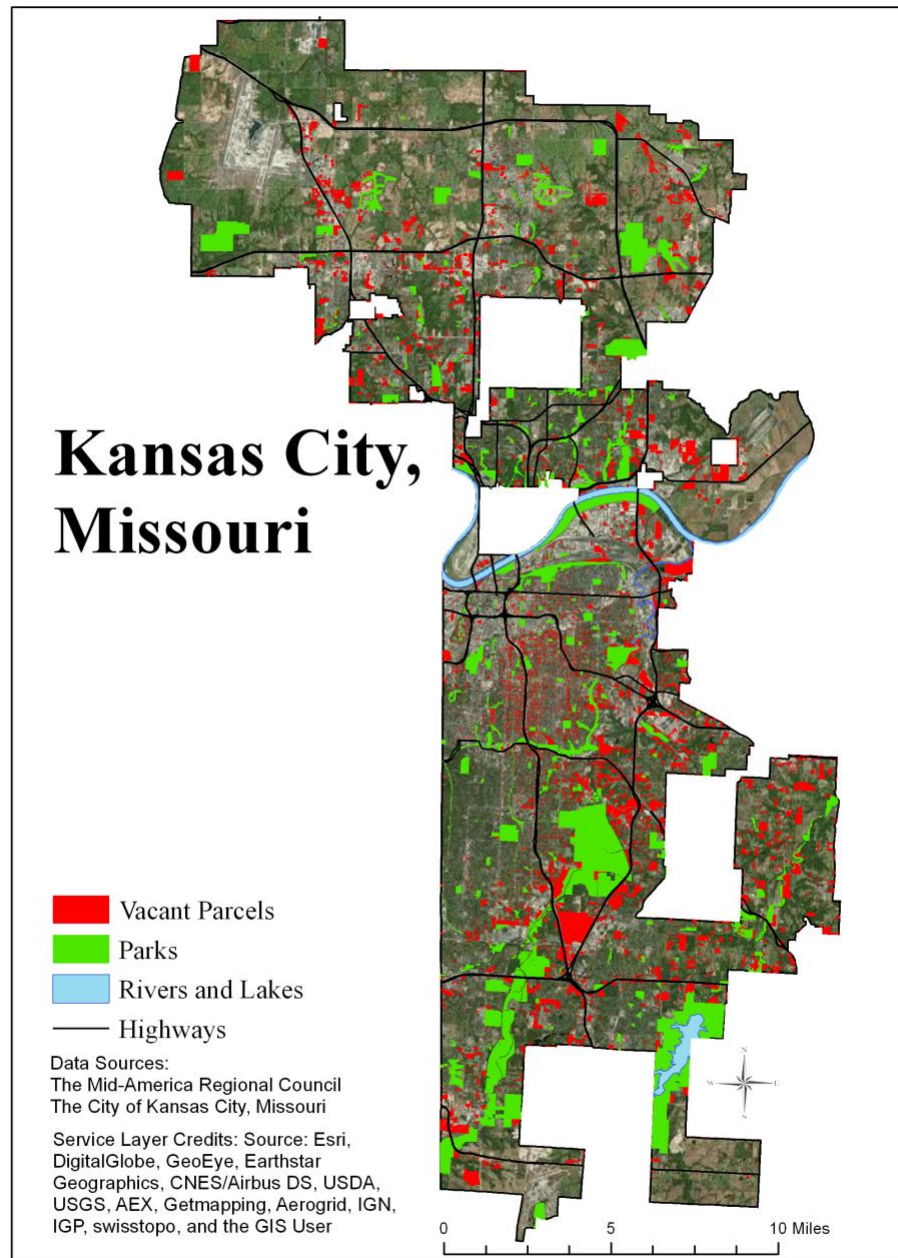 Kansas City,
Missouri
Vacant Parcels
Parks
Rivers and Lakes
Highways
Data Sources:
The Mid-America Regional Council
The City of Kansas City, Missouri
Service Layer Credits: Source: Esri,
DigitalGlobe, GeoEye, Earthstar
Geographics, CNES/Airbus DS, USDA,
USGS, AEX, Getmapping, Aerogrid, IGN,
IGP, swisstopo, and the GIS User
N
W E
S
0 5 10 Miles